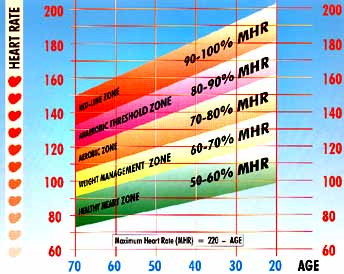 HEART RATE
200
180
160
140
120
100
80
60
200
180
160
140
120
100
80
60
RED-LINE ZONE
90-100% MHR
ANAEROBIC THRESHOLD ZONE
80-90% MHR
AEROBIC ZONE
70-80% MHR
WEIGHT MANAGEMENT ZONE
60-70% MHR
HEALTHY HEART ZONE
50-60% MHR
Maximum Heart Rate (MHR) = 220 - AGE
70 60 50 40 30 20 AGE